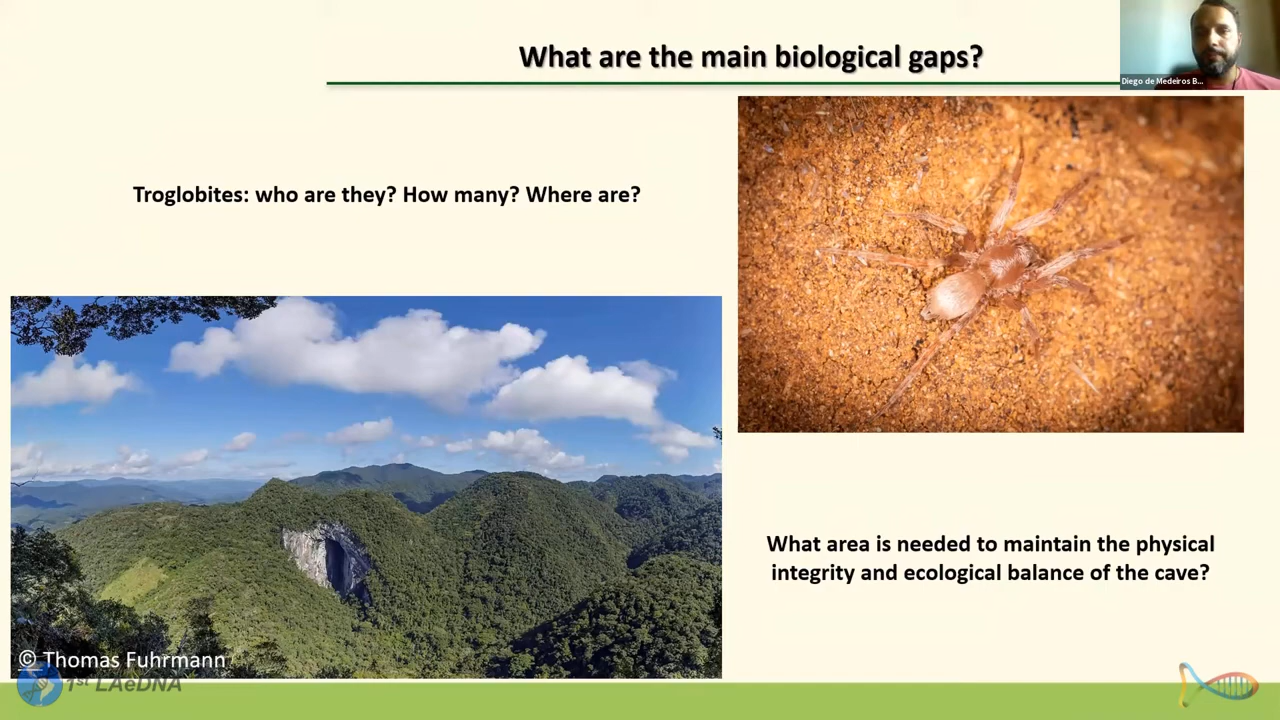 What are the main biological gaps?
Diego de Medeiros B...
Troglobites: who are they? How many? Where are?
What area is needed to maintain the physical
integrity and ecological balance of the cave?
© Thomas Fuhrmann
1st LAeDNA